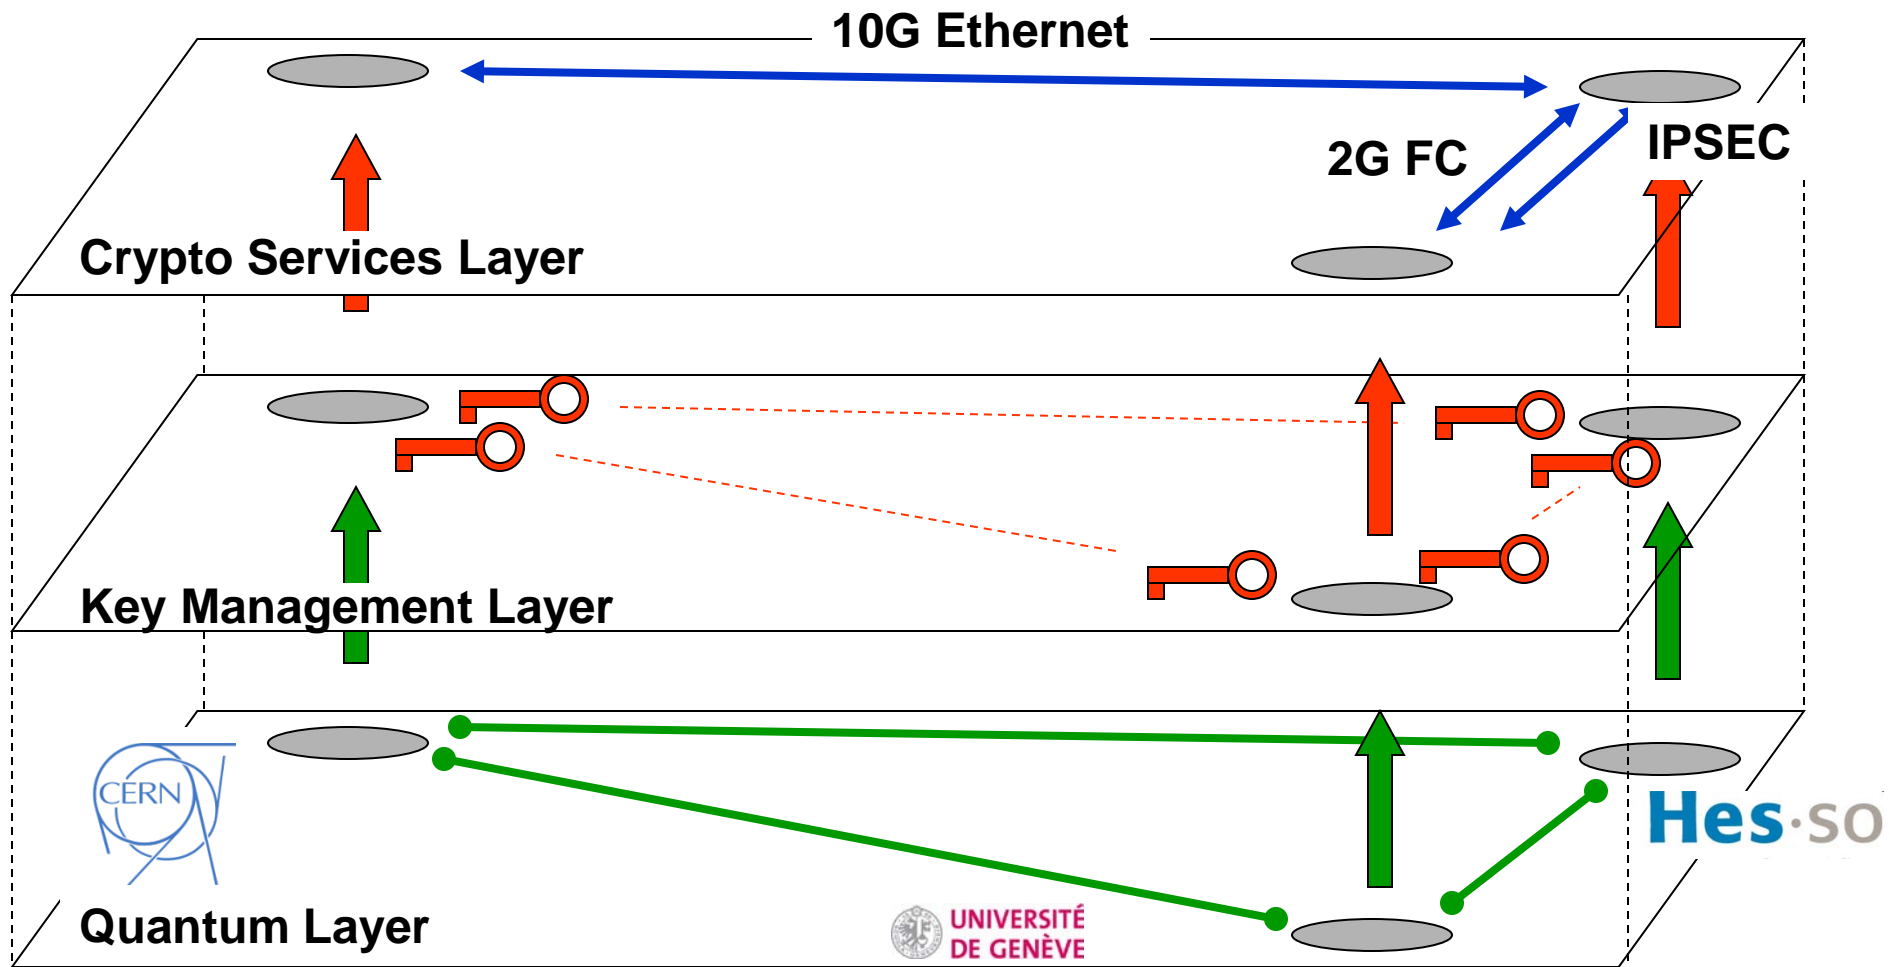 10G Ethernet
2G FC
IPSEC
Crypto Services Layer
Key Management Layer
CERN
Hes·so
Quantum Layer
UNIVERSITÉ
DE GENÈVE